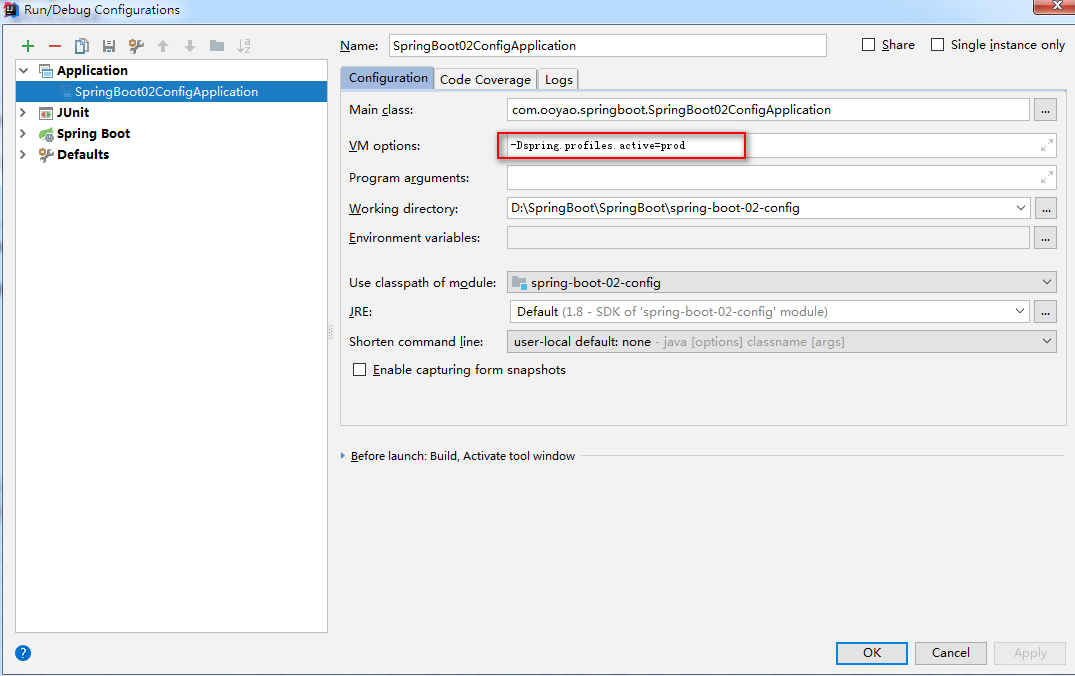 Run/Debug Configurations
Name: SpringBoot02ConfigApplication Share Single instance only
Application
SpringBoot02ConfigApplication
JUnit
Spring Boot
Defaults
Configuration Code Coverage Logs
Main class: com.ooyao.springboot.SpringBoot02ConfigApplication ...
VM options: -Dspring.profiles.active=prod
Program arguments:
Working directory: D:\SpringBoot\SpringBoot\spring-boot-02-config ...
Environment variables: ...
Use classpath of module: spring-boot-02-config
JRE: Default (1.8 - SDK of 'spring-boot-02-config' module) ...
Shorten command line: user-local default: none - java [options] classname [args]
Enable capturing form snapshots
Before launch: Build, Activate tool window
? OK Cancel Apply